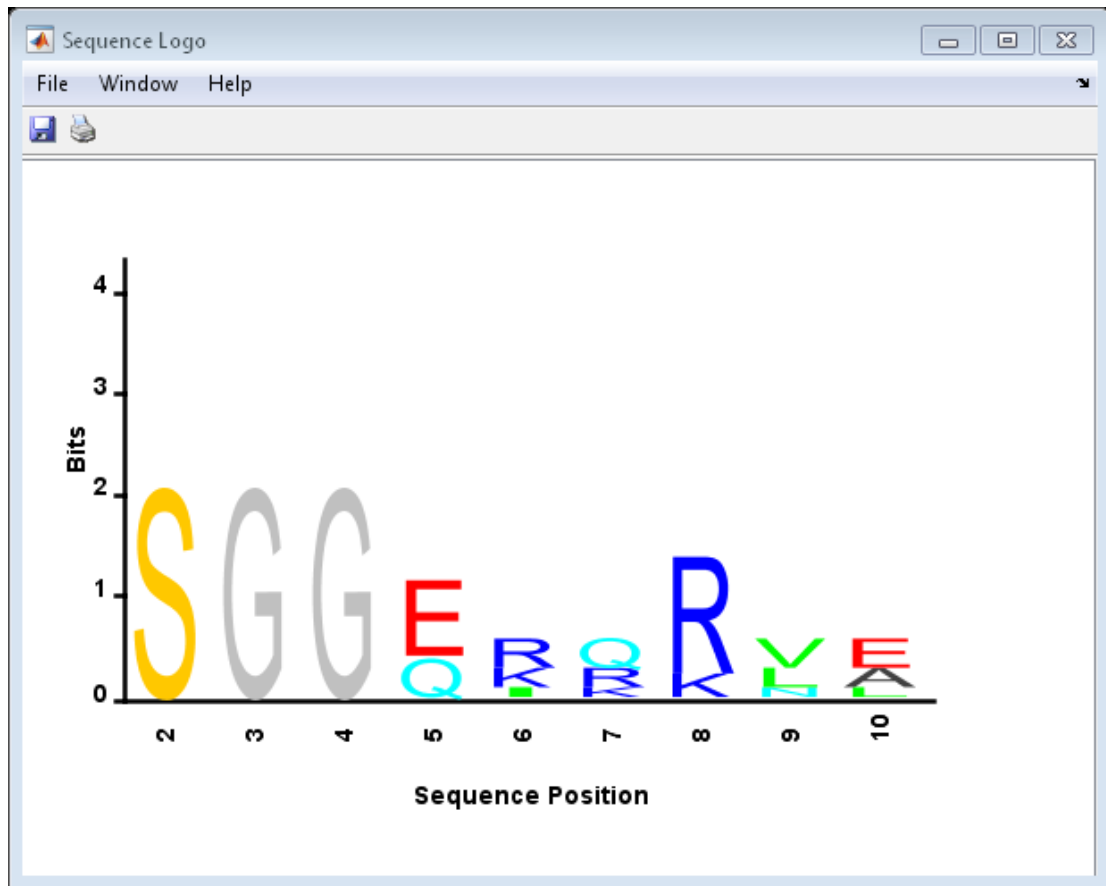 Sequence Logo
File Window Help
4
3
2
1
0
Bits
S G G E R Q R V E
Q K R K L A
I K N L
2 3 4 5 6 7 8 9 10
Sequence Position